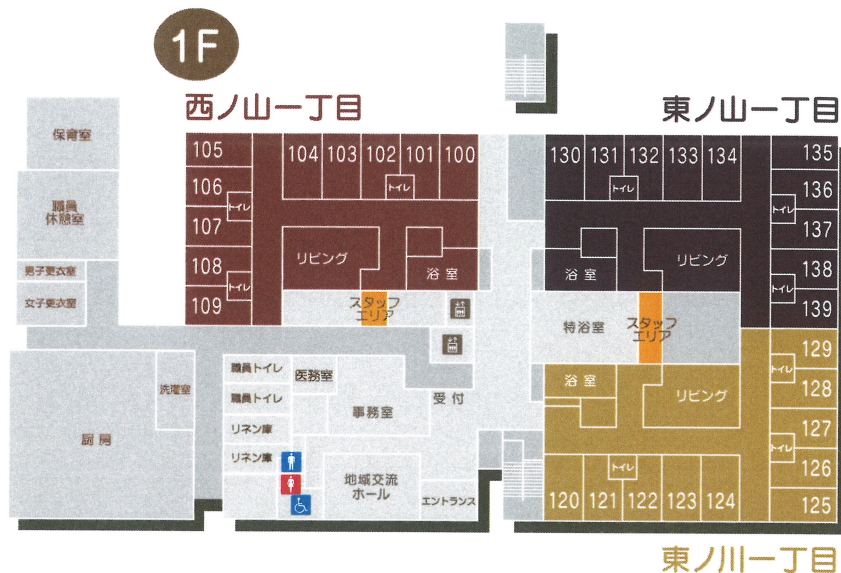 1F
西ノ山一丁目
東ノ山一丁目
保育室
職員
休憩室
男子更衣室
女子更衣室
105
106
トイレ
107
108
トイレ
109
104 103 102 101 100
トイレ
リビング
浴室
スタッフ
エリア
130 131 132 133 134
トイレ
リビング
浴室
135
136
トイレ
137
138
トイレ
139
特浴室
スタッフ
エリア
129
トイレ
128
127
トイレ
126
125
浴室
リビング
トイレ
120 121 122 123 124
厨房
洗濯室
職員トイレ
職員トイレ
リネン庫
リネン庫
医務室
事務室
受付
地域交流
ホール
エントランス
東ノ川一丁目